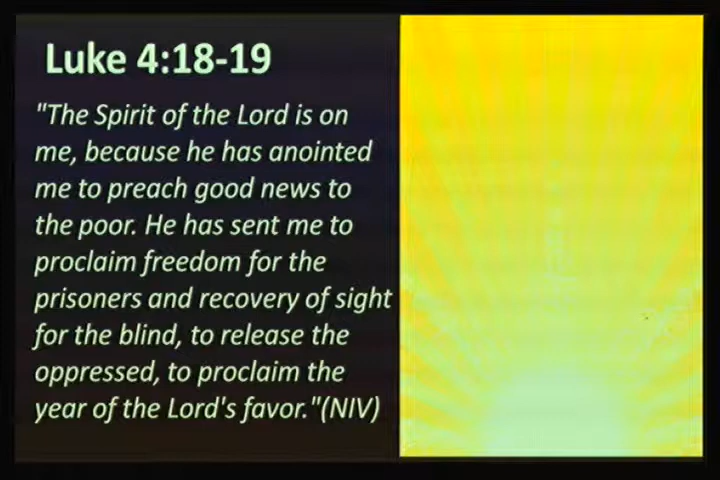 Luke 4:18-19
"The Spirit of the Lord is on
me, because he has anointed
me to preach good news to
the poor. He has sent me to
proclaim freedom for the
prisoners and recovery of sight
for the blind, to release the
oppressed, to proclaim the
year of the Lord's favor."(NIV)